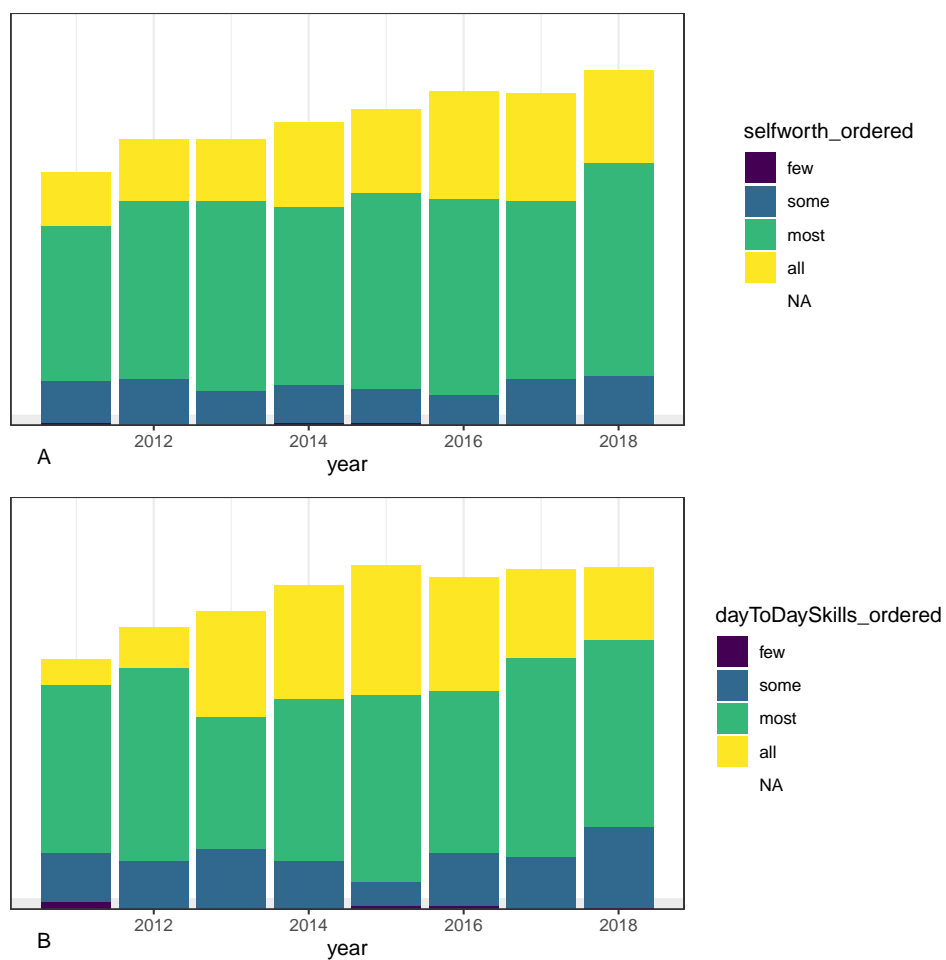 selfworth_ordered
few
some
most
all
NA
2012 2014 2016 2018
year
A
dayToDaySkills_ordered
few
some
most
all
NA
2012 2014 2016 2018
year
B